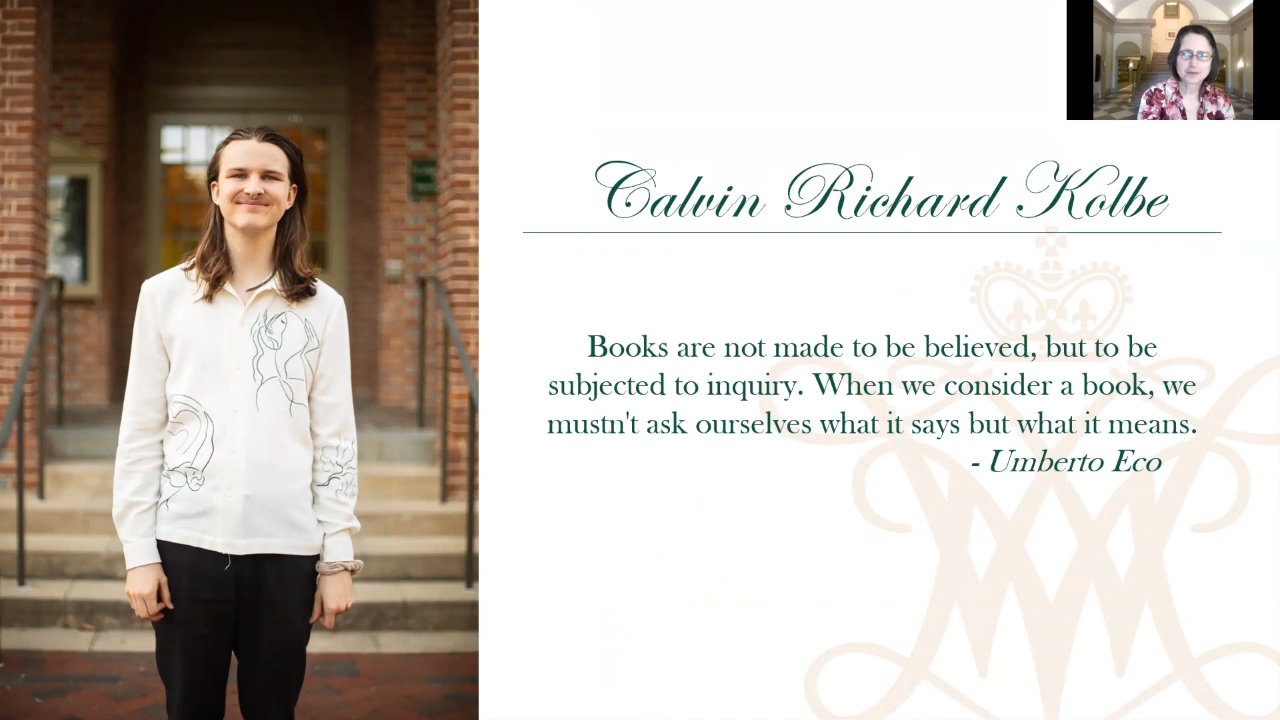 Calvin Richard Kolbe
Books are not made to be believed, but to be
subjected to inquiry. When we consider a book, we
mustn't ask ourselves what it says but what it means.
- Umberto Eco